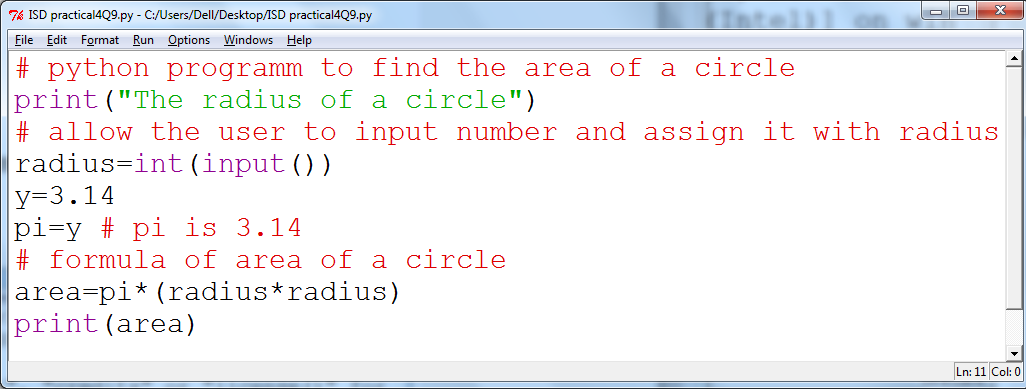 ISD practical4Q9.py - C:/Users/Dell/Desktop/ISD practical4Q9.py
File Edit Format Run Options Windows Help
# python programm to find the area of a circle
print("The radius of a circle")
# allow the user to input number and assign it with radius
radius=int(input())
y=3.14
pi=y # pi is 3.14
# formula of area of a circle
area=pi*(radius*radius)
print(area)
Ln: 11 Col: 0